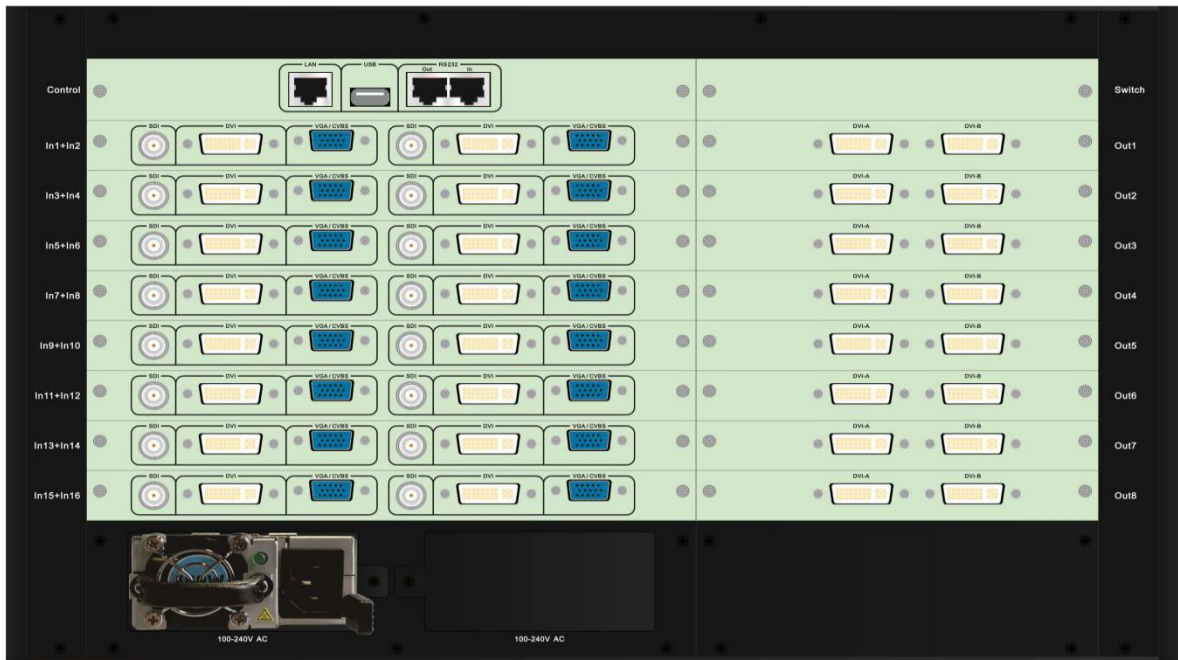 LAN USB RS232
Out In
Control Switch
SDI DVI VGA / CVBS SDI DVI VGA / CVBS DVI-A DVI-B
In1+In2 Out1
SDI DVI VGA / CVBS SDI DVI VGA / CVBS DVI-A DVI-B
In3+In4 Out2
SDI DVI VGA / CVBS SDI DVI VGA / CVBS DVI-A DVI-B
In5+In6 Out3
SDI DVI VGA / CVBS SDI DVI VGA / CVBS DVI-A DVI-B
In7+In8 Out4
SDI DVI VGA / CVBS SDI DVI VGA / CVBS DVI-A DVI-B
In9+In10 Out5
SDI DVI VGA / CVBS SDI DVI VGA / CVBS DVI-A DVI-B
In11+In12 Out6
SDI DVI VGA / CVBS SDI DVI VGA / CVBS DVI-A DVI-B
In13+In14 Out7
SDI DVI VGA / CVBS SDI DVI VGA / CVBS DVI-A DVI-B
In15+In16 Out8
100-240V AC 100-240V AC